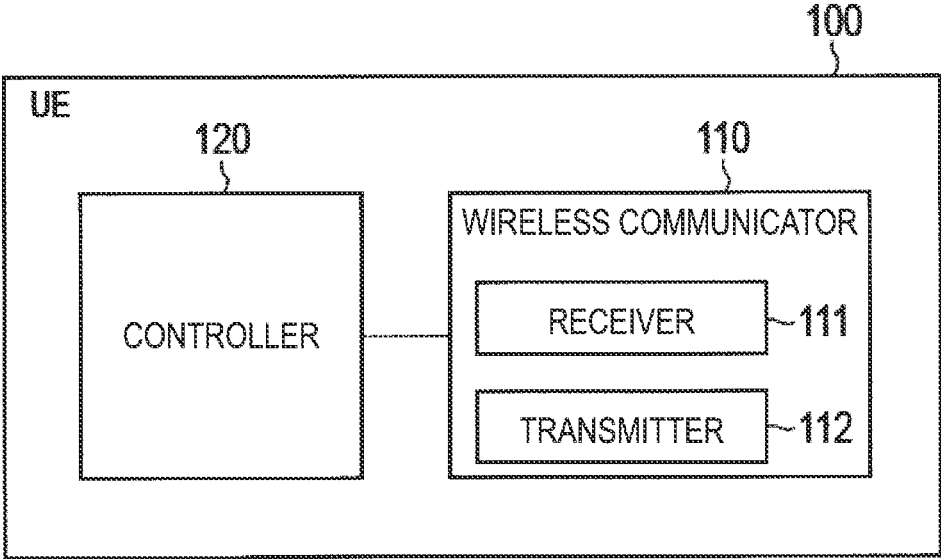 100
UE
120
110
WIRELESS COMMUNICATOR
CONTROLLER
RECEIVER
111
TRANSMITTER
112